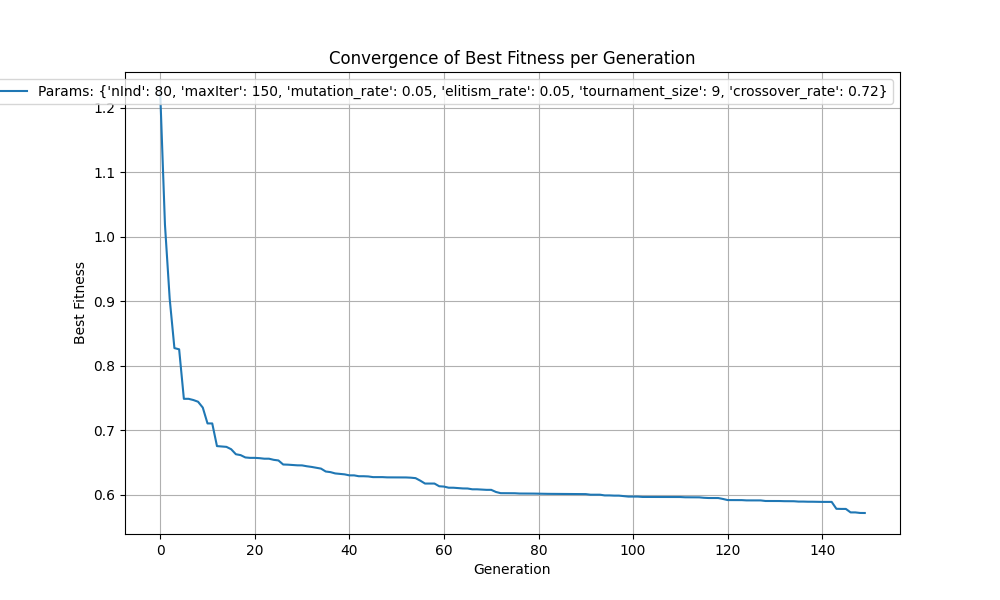 Convergence of Best Fitness per Generation
Params: {'nInd': 80, 'maxIter': 150, 'mutation_rate': 0.05, 'elitism_rate': 0.05, 'tournament_size': 9, 'crossover_rate': 0.72}
1.2
1.1
1.0
0.9
0.8
0.7
0.6
Best Fitness
0 20 40 60 80 100 120 140
Generation